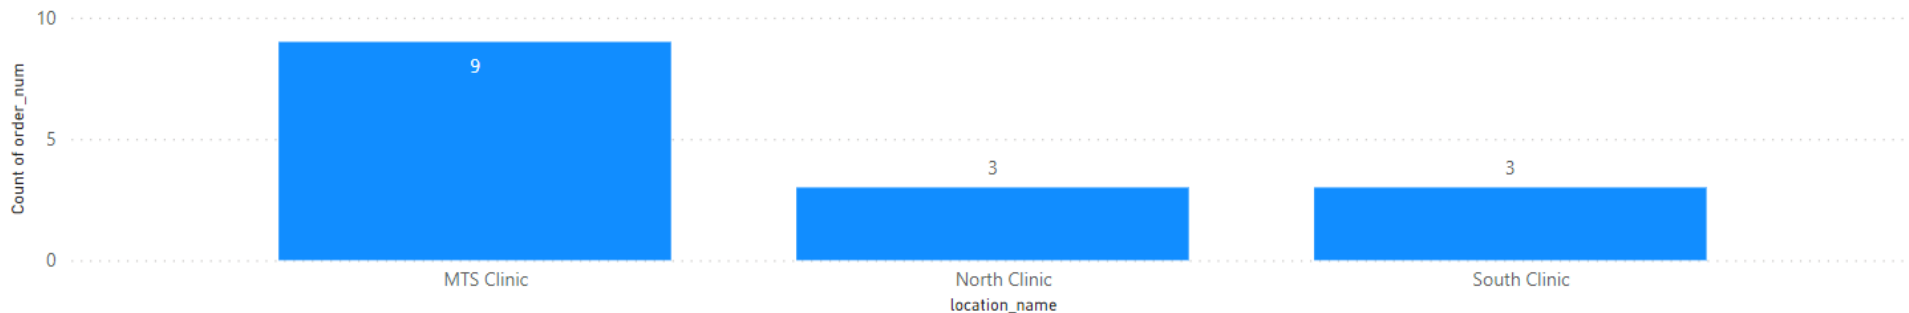 10
5
0
Count of order_num
9
3
3
MTS Clinic
North Clinic
South Clinic
location_name